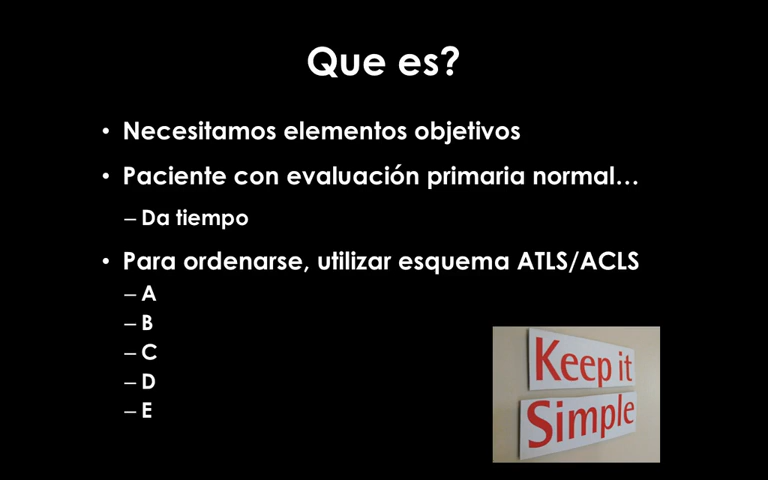 Que es?
• Necesitamos elementos objetivos
• Paciente con evaluación primaria normal…
– Da tiempo
• Para ordenarse, utilizar esquema ATLS/ACLS
– A
– B
– C
– D
– E
Keep it
Simple